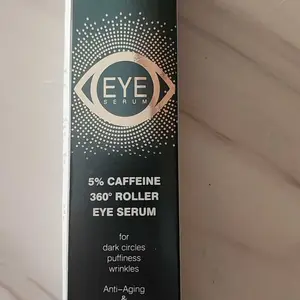 EYE
SERUM
5% CAFFEINE
360° ROLLER
EYE SERUM
for
dark circles
puffiness
wrinkles
Anti-Aging
&